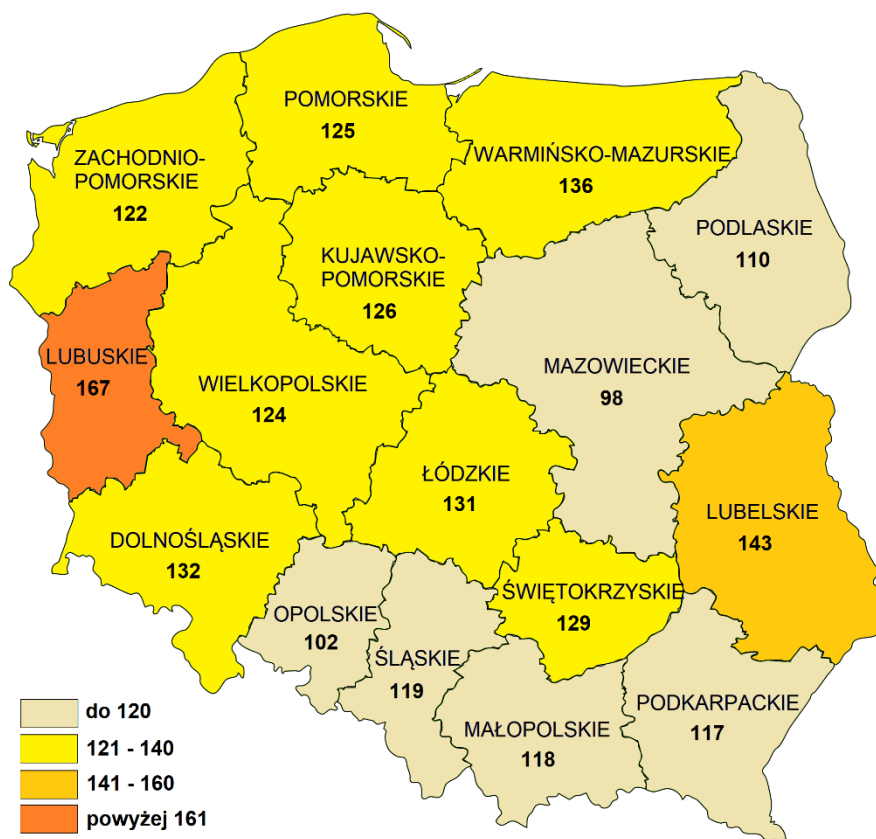 POMORSKIE
125
ZACHODNIO-
POMORSKIE
122
WARMIŃSKO-MAZURSKIE
136
PODLASKIE
110
KUJAWSKO-
POMORSKIE
126
LUBUSKIE
167
WIELKOPOLSKIE
124
MAZOWIECKIE
98
ŁÓDZKIE
131
LUBELSKIE
143
DOLNOŚLĄSKIE
132
OPOLSKIE
102
ŚWIĘTOKRZYSKIE
129
ŚLĄSKIE
119
MAŁOPOLSKIE
118
PODKARPACKIE
117
do 120
121 - 140
141 - 160
powyżej 161